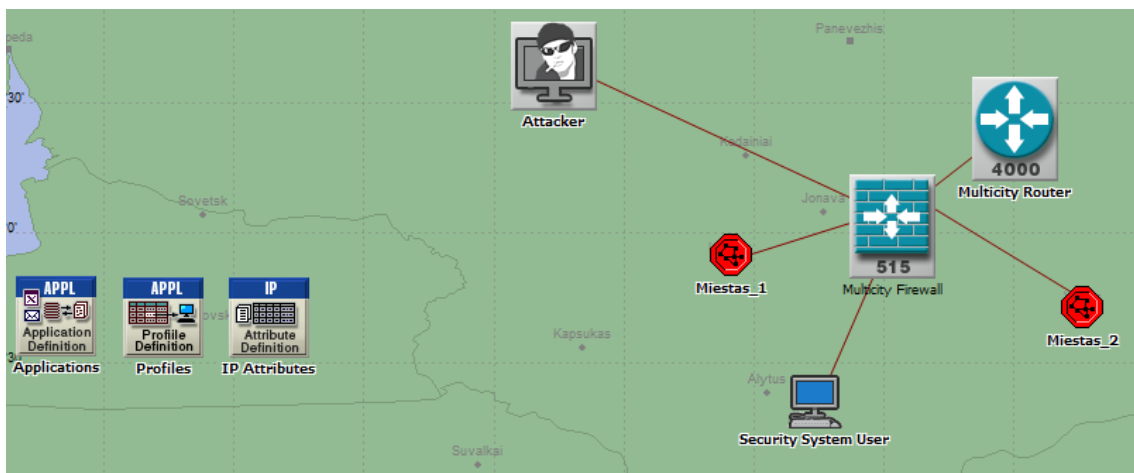 peda
Panevezhis
30'
Attacker
Kedainiai
4000
Multicity Router
Sovetsk
Jonava
0'
515
Multicity Firewall
Miestas_1
Miestas_2
APPL
Application
Definition
Applications
APPL
Profile
Definition
Profiles
IP
Attribute
Definition
IP Attributes
ovsk
Kapsukas
Alytus
Security System User
Suvalkai